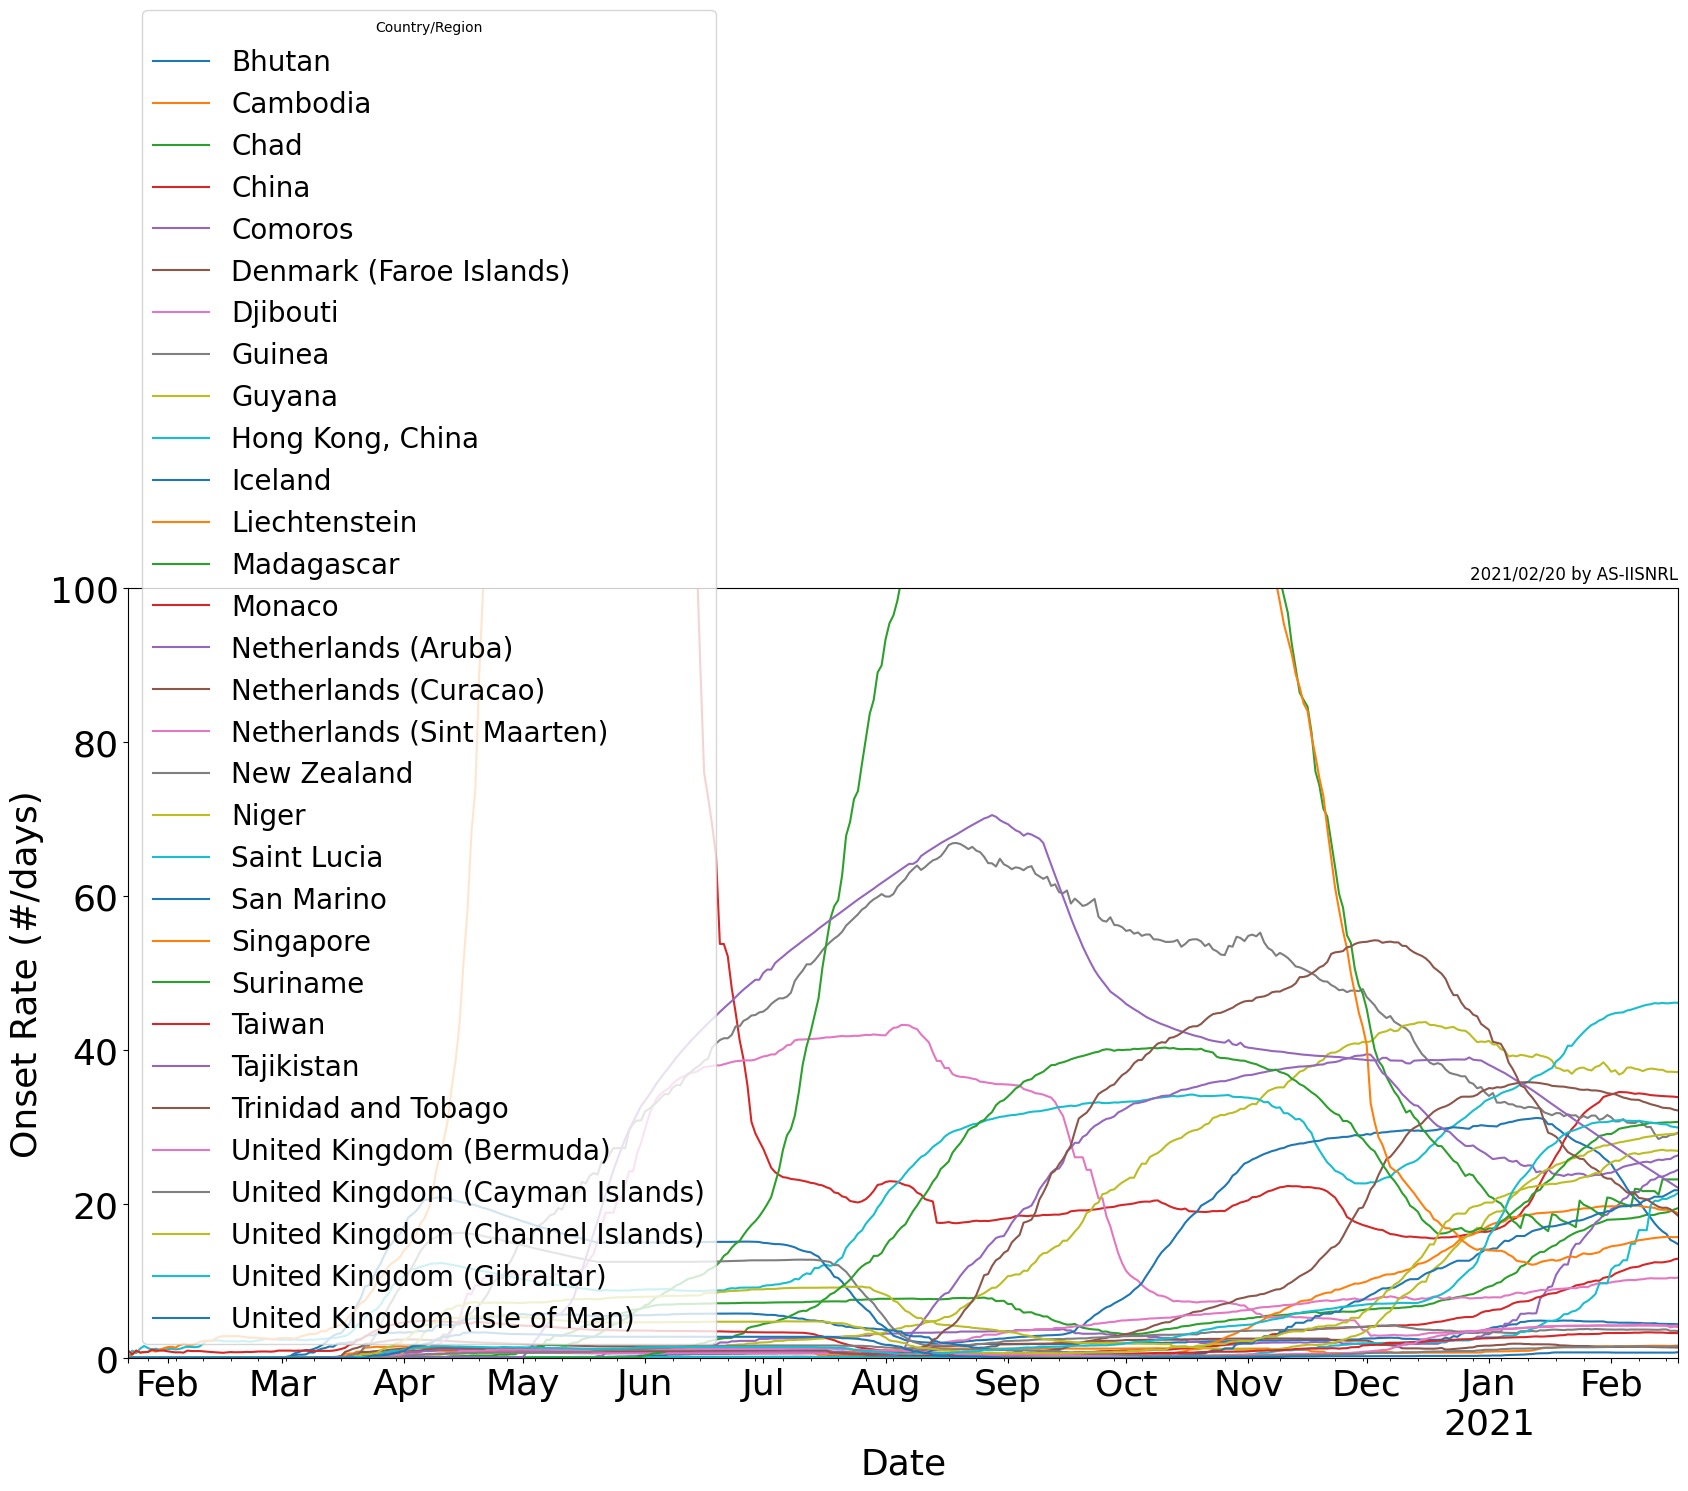 Country/Region
Bhutan
Cambodia
Chad
China
Comoros
Denmark (Faroe Islands)
Djibouti
Guinea
Guyana
Hong Kong, China
Iceland
Liechtenstein
Madagascar
Monaco
Netherlands (Aruba)
Netherlands (Curacao)
Netherlands (Sint Maarten)
New Zealand
Niger
Saint Lucia
San Marino
Singapore
Suriname
Taiwan
Tajikistan
Trinidad and Tobago
United Kingdom (Bermuda)
United Kingdom (Cayman Islands)
United Kingdom (Channel Islands)
United Kingdom (Gibraltar)
United Kingdom (Isle of Man)
2021/02/20 by AS-IISNRL
100
80
60
40
20
0
Onset Rate (#/days)
Feb Mar Apr May Jun Jul Aug Sep Oct Nov Dec Jan Feb
2021
Date